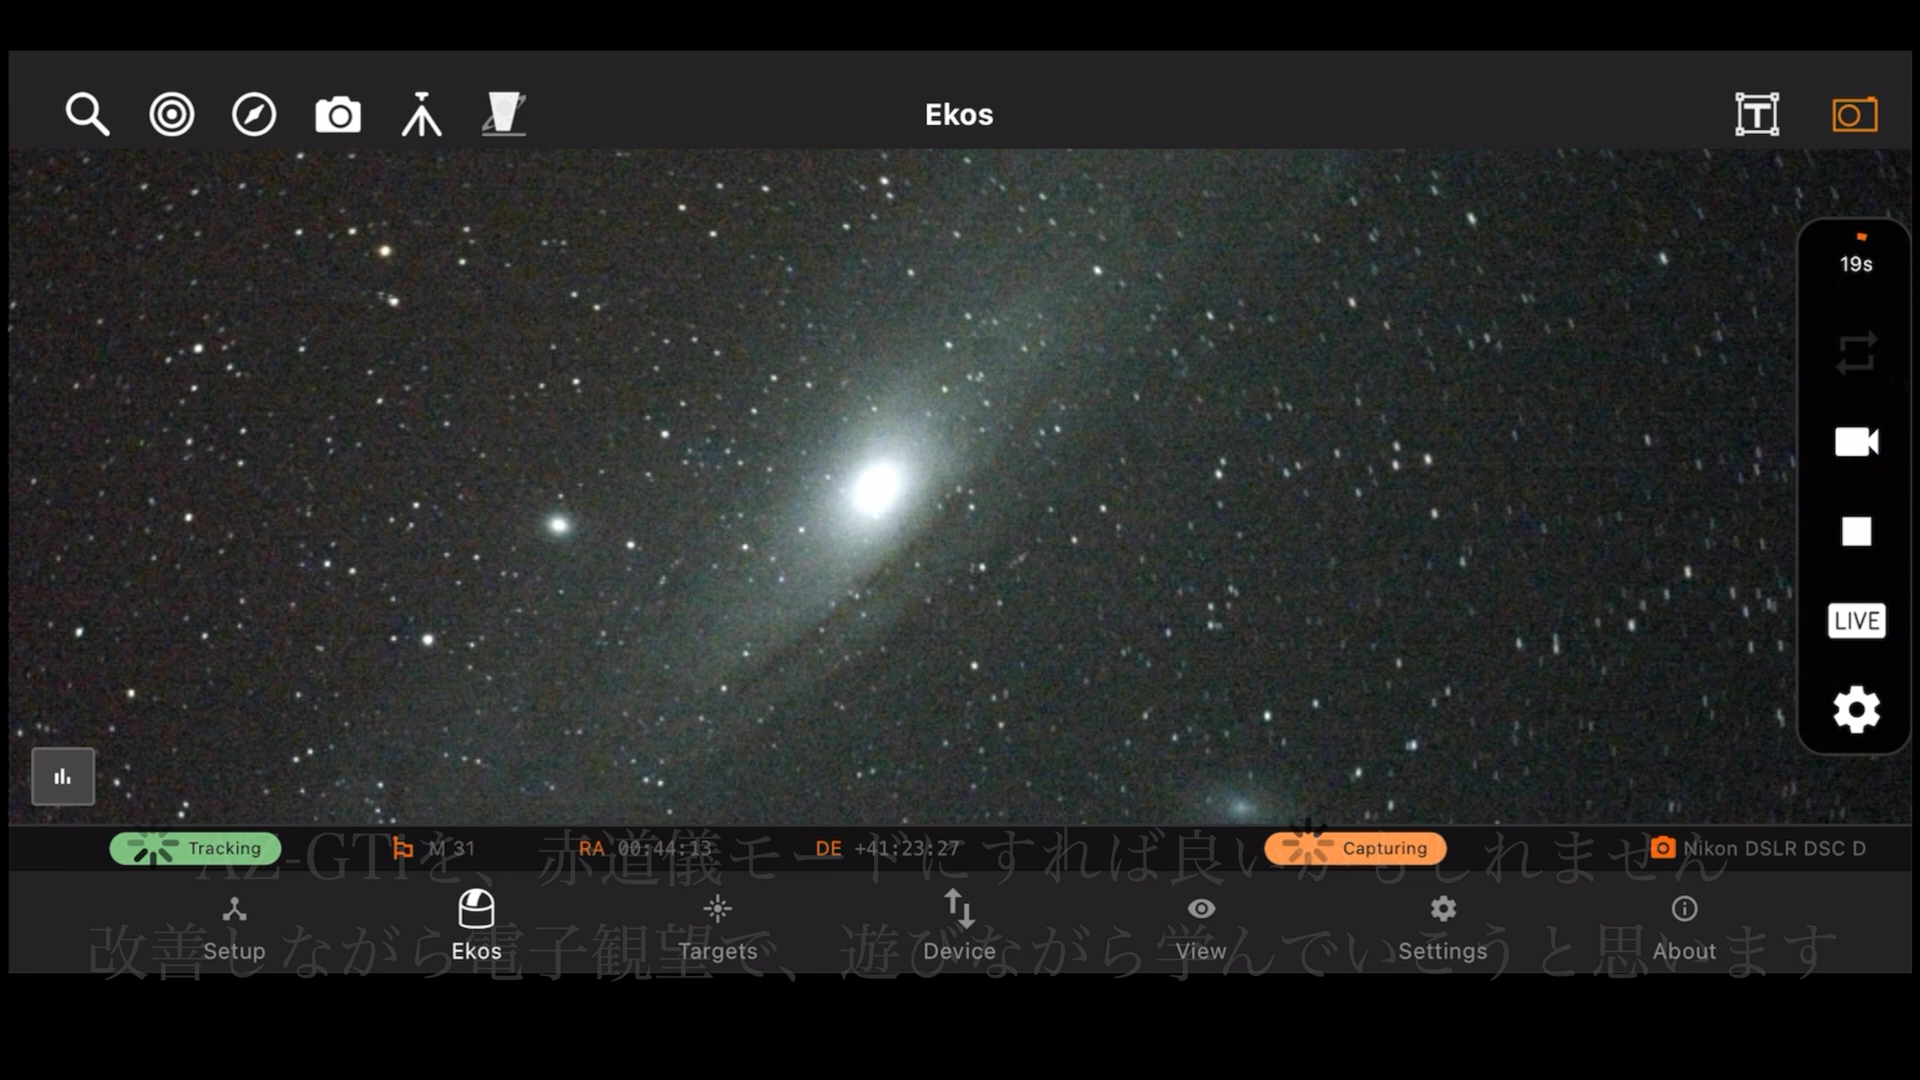 Ekos
19s
LIVE
Tracking M 31 RA 00:44:13 DE +41:23:27 Capturing Nikon DSLR DSC D
AZ-GTiを、赤道儀モードにすれば良いかもしれません
Setup Ekos Targets Device View Settings About
改善しながら電子観望で、遊びながら学んでいこうと思います